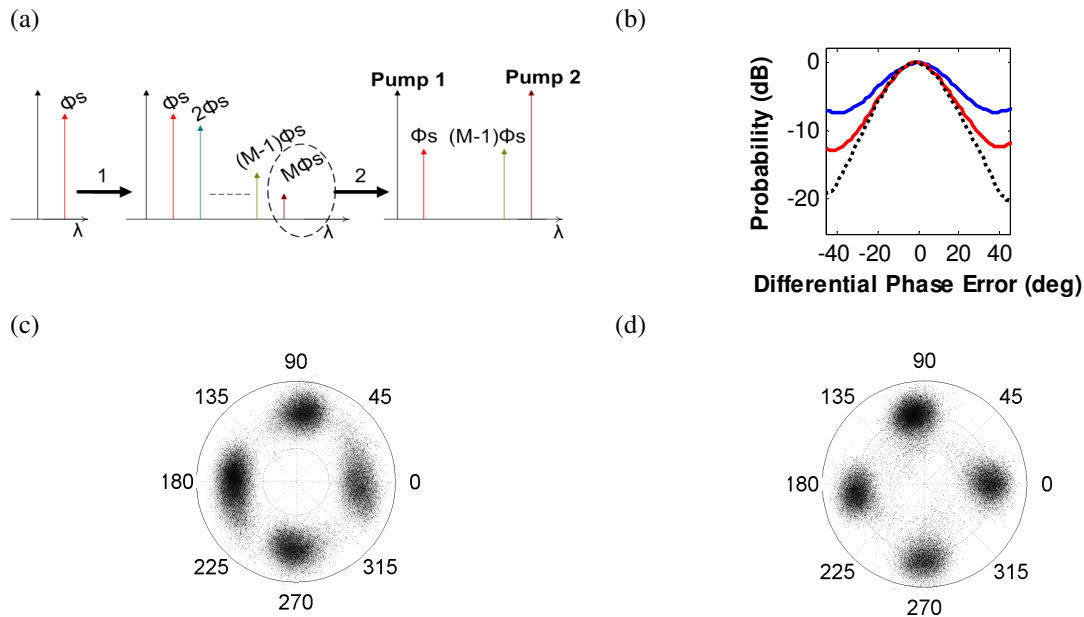 (a)
Φs
λ
1
Φs
2Φs
(M-1)Φs
MΦs
λ
2
Pump 1
Pump 2
Φs
(M-1)Φs
λ
(b)
Probability (dB)
0
-10
-20
-40 -20 0 20 40
Differential Phase Error (deg)
(c)
90
135 45
180 0
225 315
270
(d)
90
135 45
180 0
225 315
270